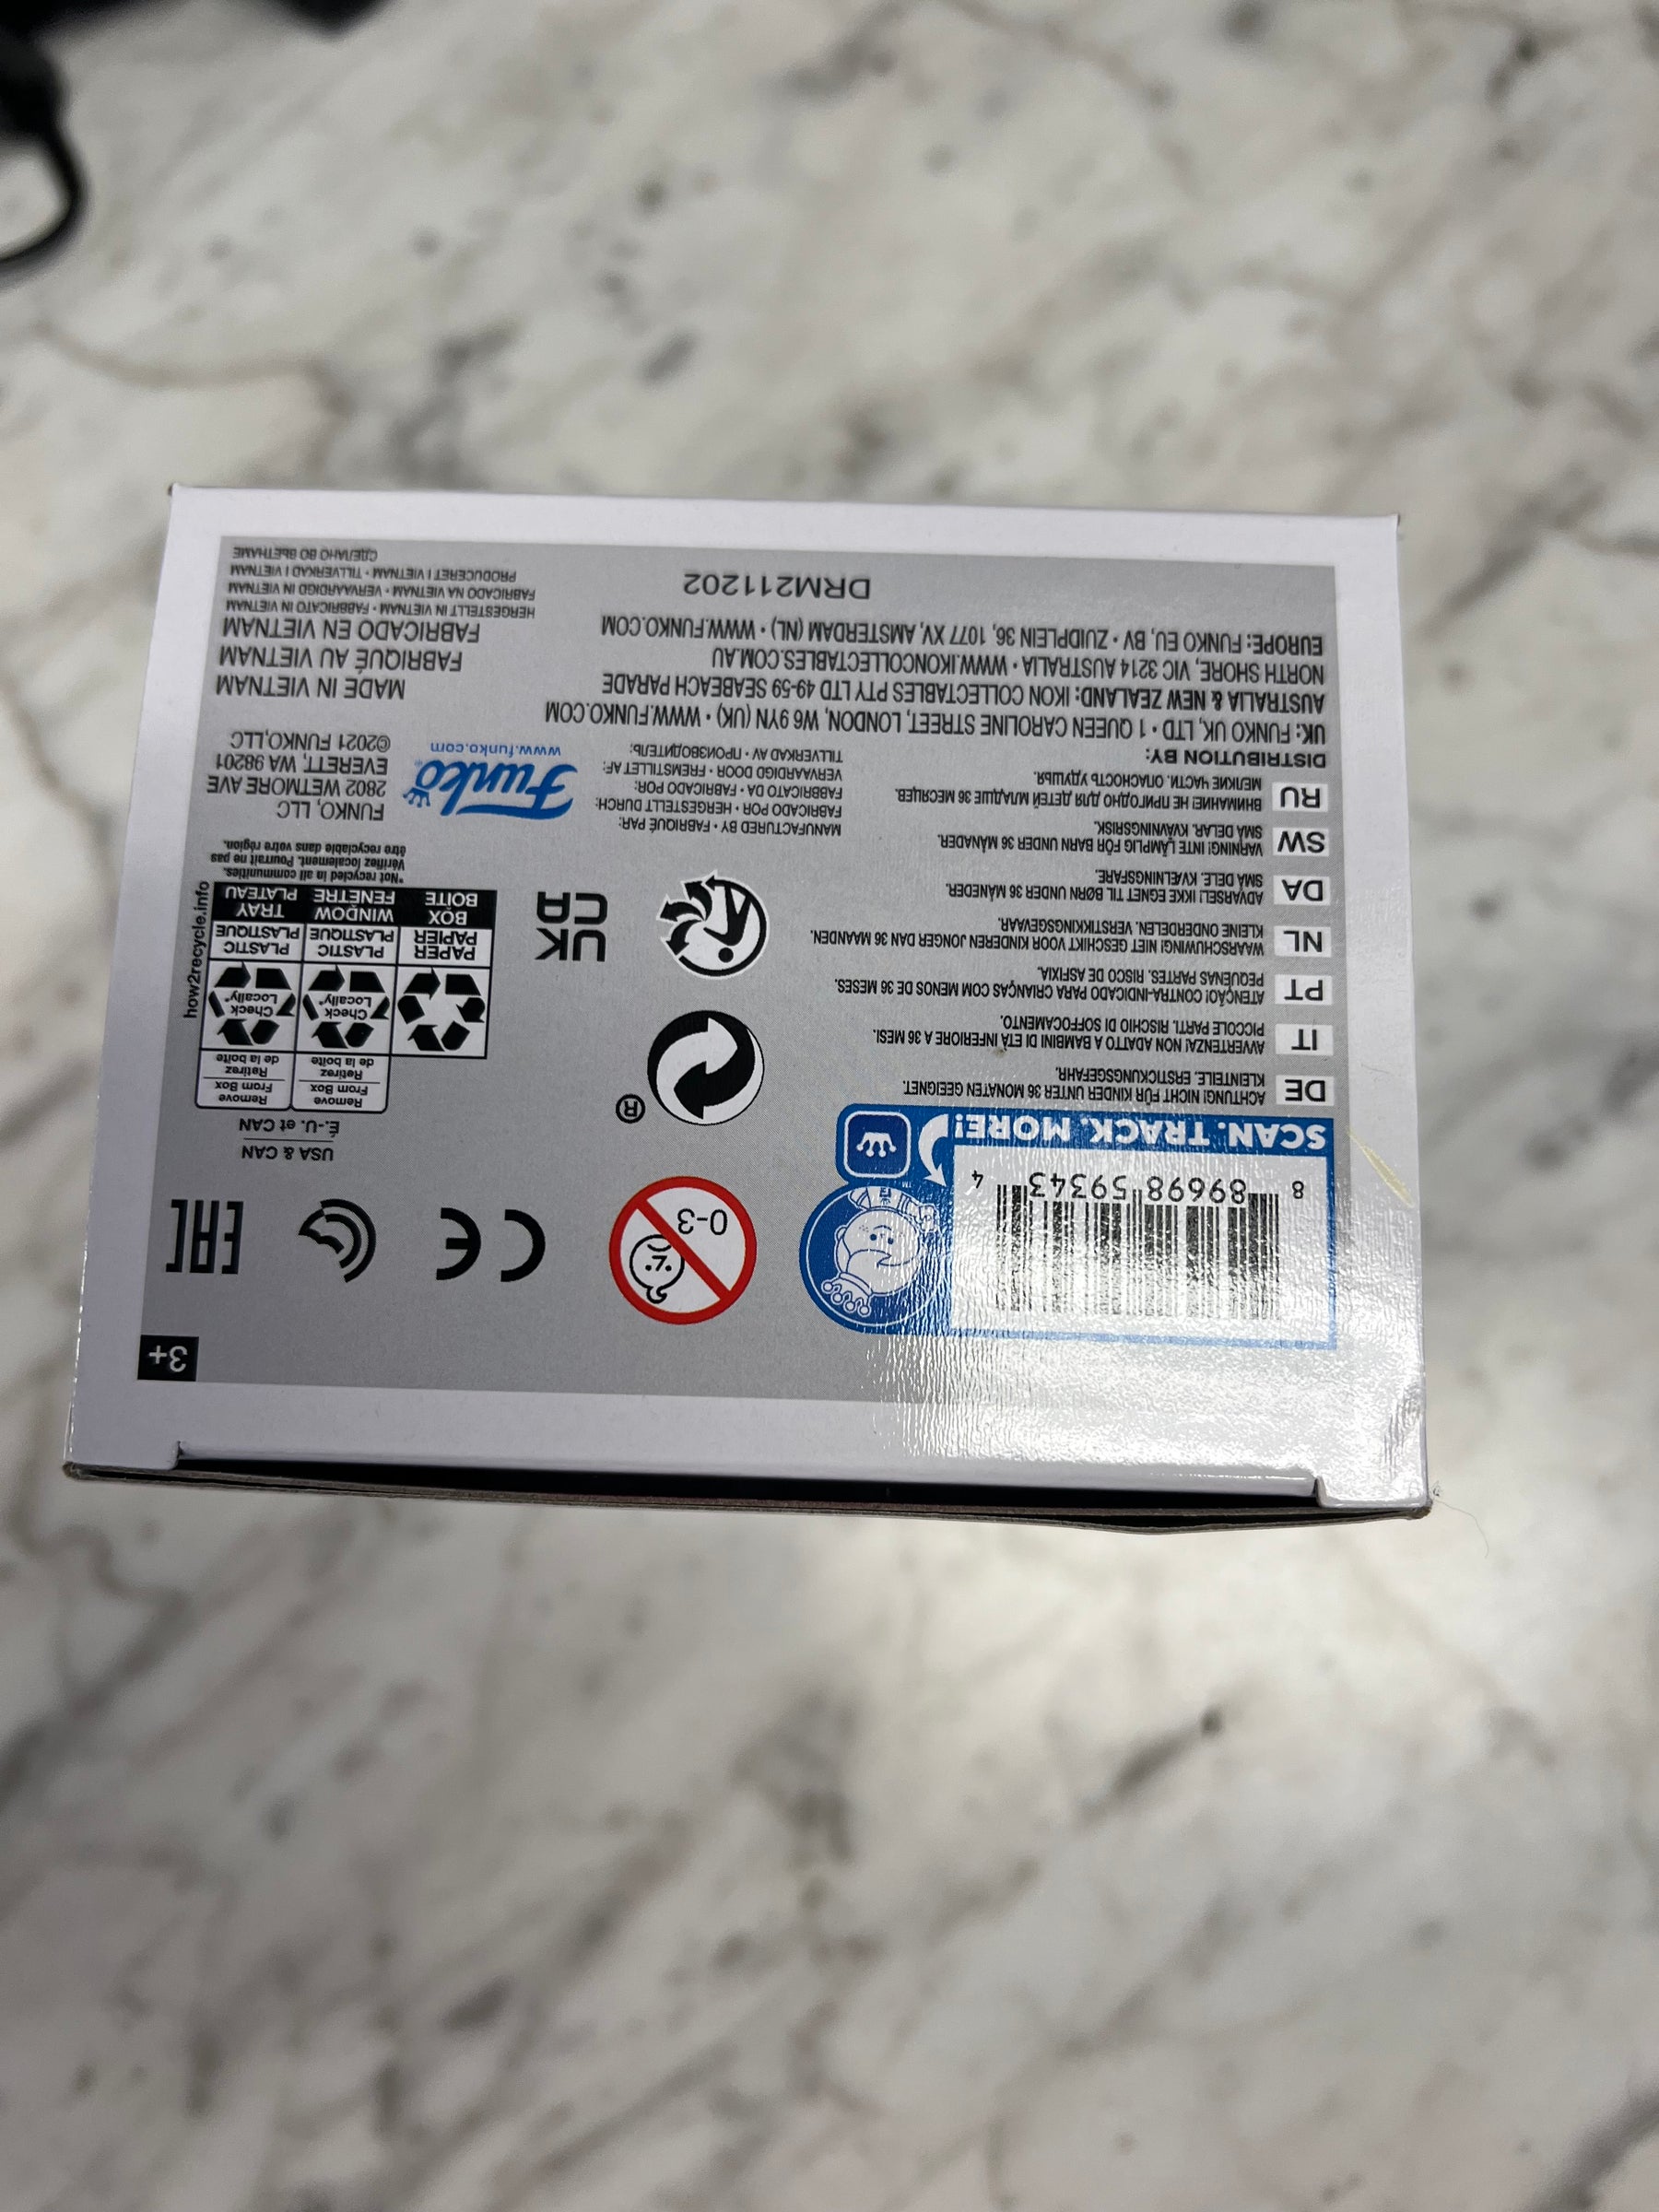 3+
8 89698 59343 4
SCAN. TRACK. MORE!
0-3
CE
EAC
USA & CAN
É.-U. et CAN
Remove
From Box
Retirez
de la boîte
Remove
From Box
Retirez
de la boîte
Check
Locally*
Check
Locally*
PAPER
PAPIER
PLASTIC
PLASTIQUE
PLASTIC
PLASTIQUE
BOX
BOÎTE
WINDOW
FENÊTRE
TRAY
PLATEAU
how2recycle.info
*Not recycled in all communities.
Vérifiez localement. Pourrait ne pas
être recyclable dans votre région.
®
UK
CA
DE
ACHTUNG! NICHT FÜR KINDER UNTER 36 MONATEN GEEIGNET.
KLEINTEILE. ERSTICKUNGSGEFAHR.
IT
AVVERTENZA! NON ADATTO A BAMBINI DI ETÀ INFERIORE A 36 MESI.
PICCOLE PARTI. RISCHIO DI SOFFOCAMENTO.
PT
ATENÇÃO! CONTRA-INDICADO PARA CRIANÇAS COM MENOS DE 36 MESES.
PEQUENAS PARTES. RISCO DE ASFIXIA.
NL
WAARSCHUWING! NIET GESCHIKT VOOR KINDEREN JONGER DAN 36 MAANDEN.
KLEINE ONDERDELEN. VERSTIKKINGSGEVAAR.
DA
ADVARSEL! IKKE EGNET TIL BØRN UNDER 36 MÅNEDER.
SMÅ DELE. KVÆLNINGSFARE.
SW
VARNING! INTE LÄMPLIG FÖR BARN UNDER 36 MÅNADER.
SMÅ DELAR. KVÄVNINGSRISK.
RU
ВНИМАНИЕ! НЕ ПРИГОДНО ДЛЯ ДЕТЕЙ МЛАДШЕ 36 МЕСЯЦЕВ.
МЕЛКИЕ ЧАСТИ. ОПАСНОСТЬ УДУШЬЯ.
MANUFACTURED BY • FABRIQUÉ PAR:
FABRICADO POR • HERGESTELLT DURCH:
FABBRICATO DA • FABRICADO POR:
VERVAARDIGD DOOR • FREMSTILLET AF:
TILLVERKAD AV • ПРОИЗВОДИТЕЛЬ:
Funko
www.funko.com
FUNKO, LLC
2802 WETMORE AVE
EVERETT, WA 98201
©2021 FUNKO, LLC
DISTRIBUTION BY:
UK: FUNKO UK, LTD • 1 QUEEN CAROLINE STREET, LONDON, W6 9YN (UK) • WWW.FUNKO.COM
AUSTRALIA & NEW ZEALAND: IKON COLLECTABLES PTY LTD 49-59 SEABEACH PARADE
NORTH SHORE, VIC 3214 AUSTRALIA • WWW.IKONCOLLECTABLES.COM.AU
EUROPE: FUNKO EU, BV • ZUIDPLEIN 36, 1077 XV, AMSTERDAM (NL) • WWW.FUNKO.COM
DRM211202
MADE IN VIETNAM
FABRIQUÉ AU VIETNAM
FABRICADO EN VIETNAM
HERGESTELLT IN VIETNAM • FABBRICATO IN VIETNAM
FABRICADO NA VIETNAM • VERVAARDIGD IN VIETNAM
PRODUCERET I VIETNAM • TILLVERKAD I VIETNAM
СДЕЛАНО ВО ВЬЕТНАМЕ